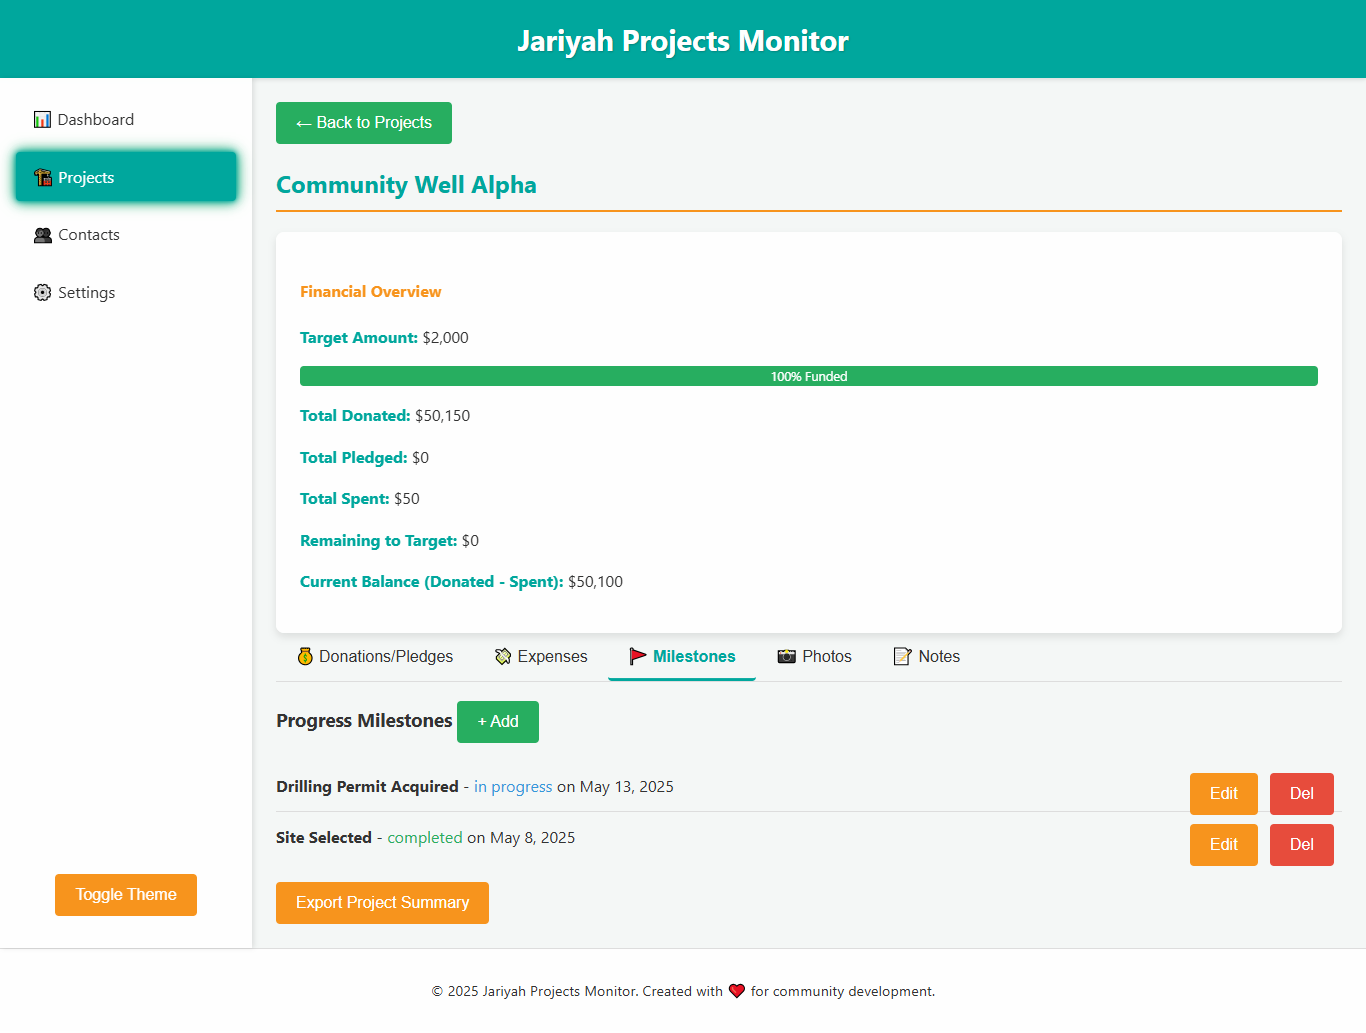 Jariyah Projects Monitor
Dashboard
Projects
Contacts
Settings
Toggle Theme
← Back to Projects
Community Well Alpha
Financial Overview
Target Amount: $2,000
100% Funded
Total Donated: $50,150
Total Pledged: $0
Total Spent: $50
Remaining to Target: $0
Current Balance (Donated - Spent): $50,100
Donations/Pledges Expenses Milestones Photos Notes
Progress Milestones + Add
Drilling Permit Acquired - in progress on May 13, 2025 Edit Del
Site Selected - completed on May 8, 2025 Edit Del
Export Project Summary
© 2025 Jariyah Projects Monitor. Created with ❤️ for community development.